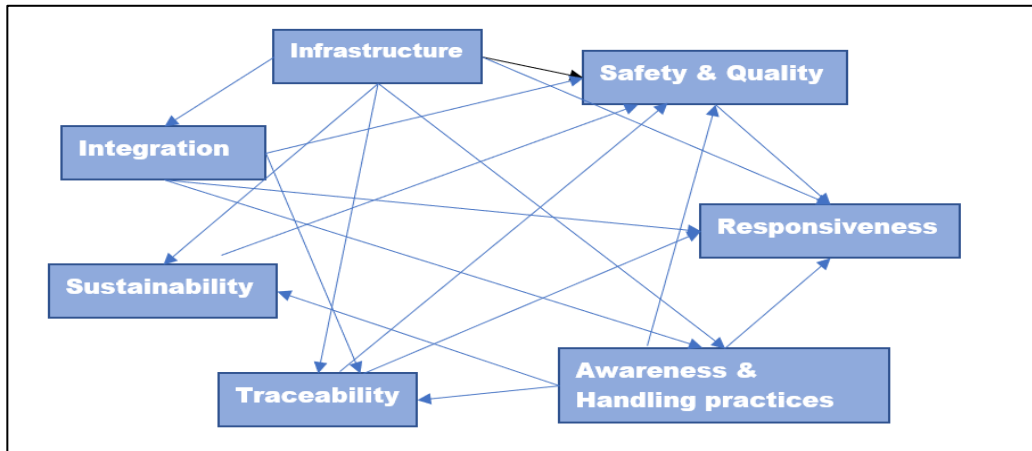 Infrastructure
Safety & Quality
Integration
Responsiveness
Sustainability
Awareness &
Handling practices
Traceability